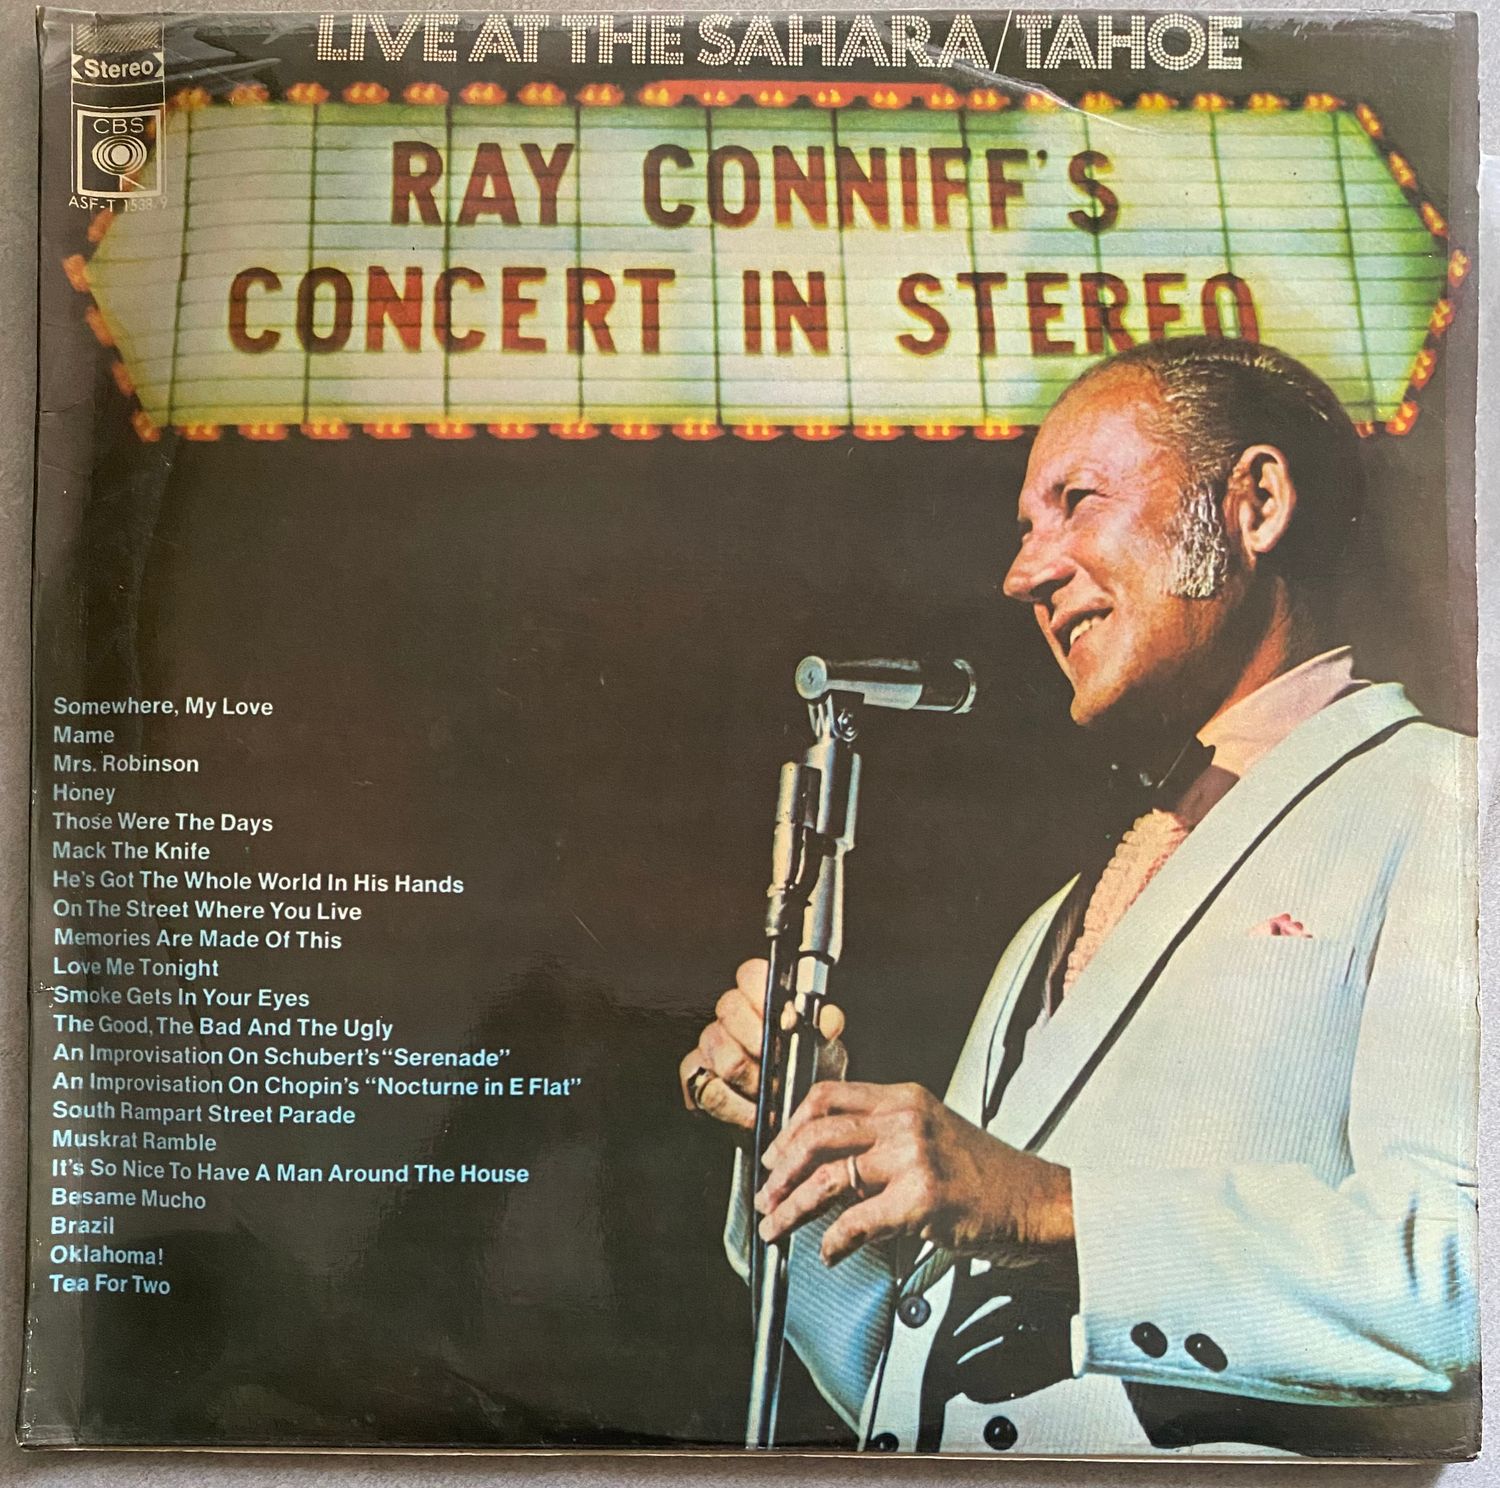 LIVE AT THE SAHARA/TAHOE
Stereo
CBS
ASF-T
RAY CONNIFF'S
CONCERT IN STEREO
Somewhere, My Love
Mame
Mrs. Robinson
Honey
Those Were The Days
Mack The Knife
He's Got The Whole World In His Hands
On The Street Where You Live
Memories Are Made Of This
Love Me Tonight
Smoke Gets In Your Eyes
The Good, The Bad And The Ugly
An Improvisation On Schubert's "Serenade"
An Improvisation On Chopin's "Nocturne in E Flat"
South Rampart Street Parade
Muskrat Ramble
It's So Nice To Have A Man Around The House
Besame Mucho
Brazil
Oklahoma!
Tea For Two